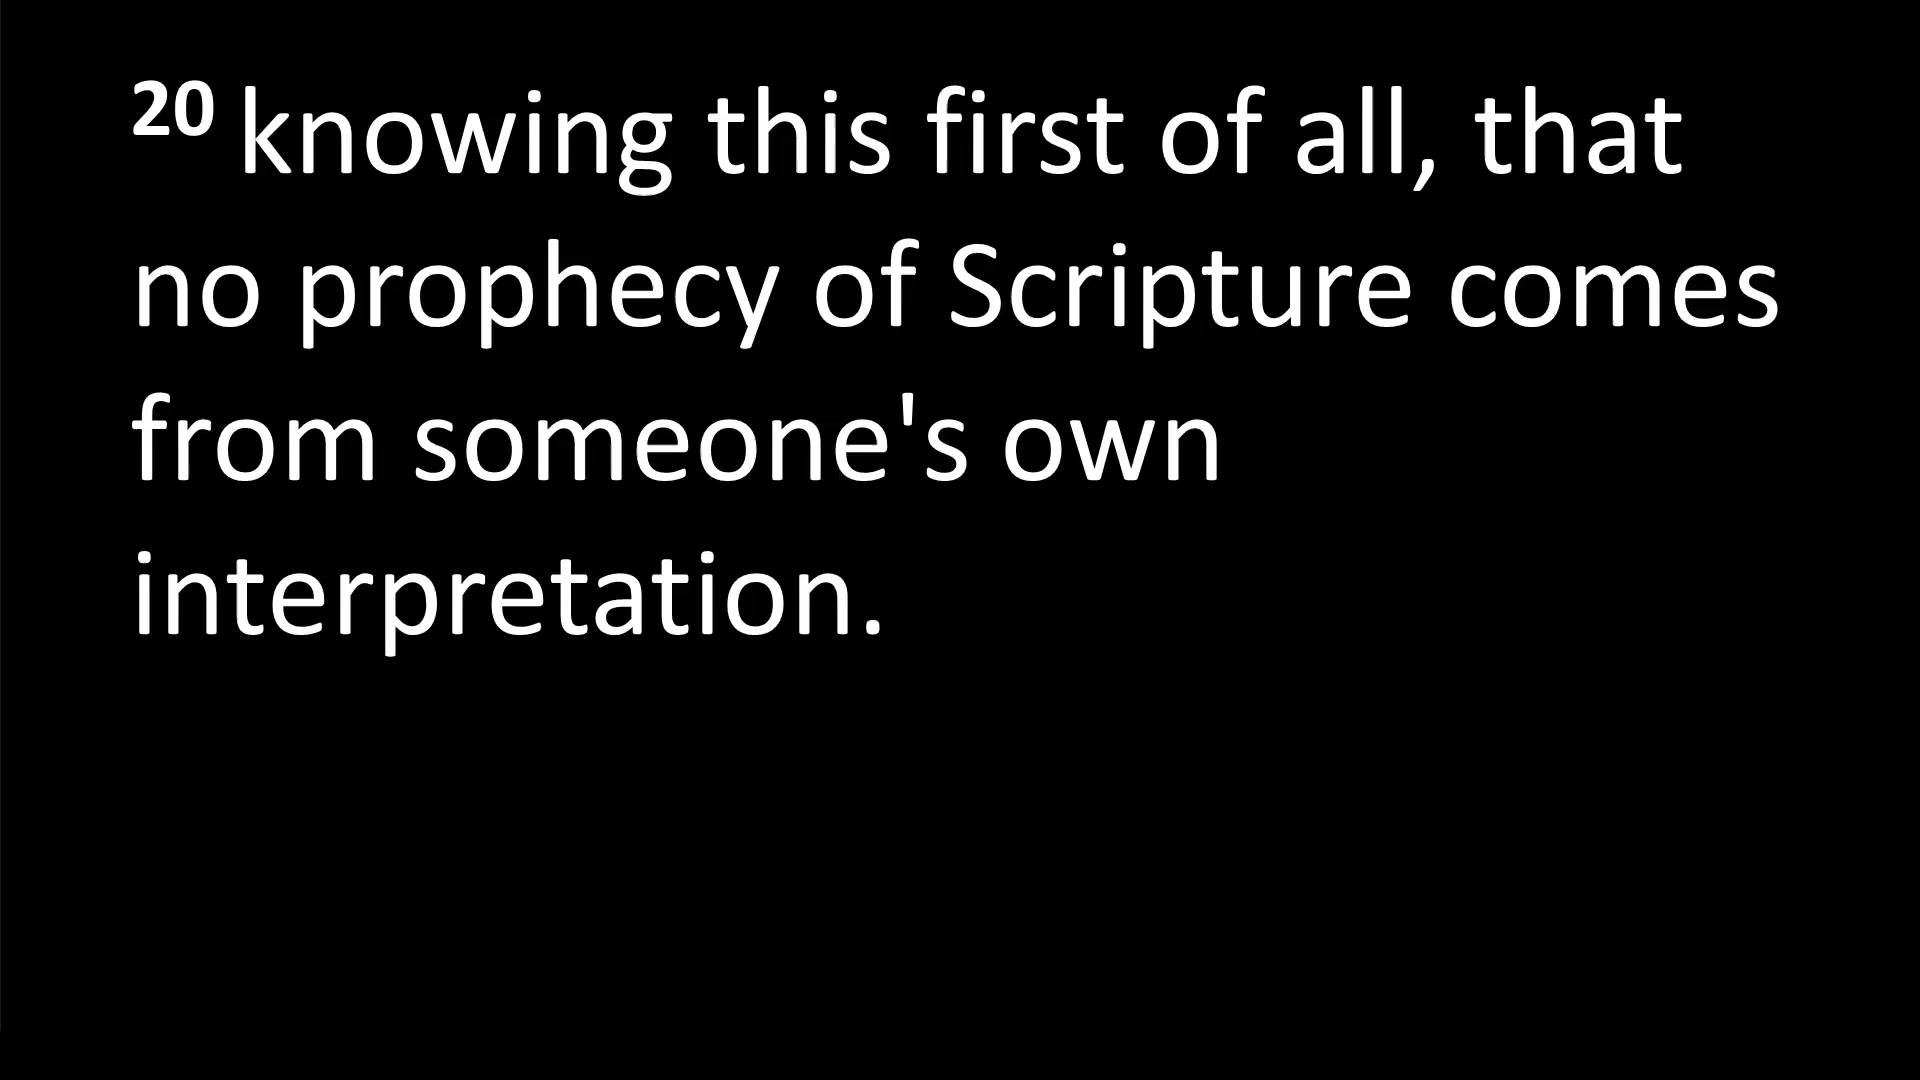 20 knowing this first of all, that
no prophecy of Scripture comes
from someone's own
interpretation.